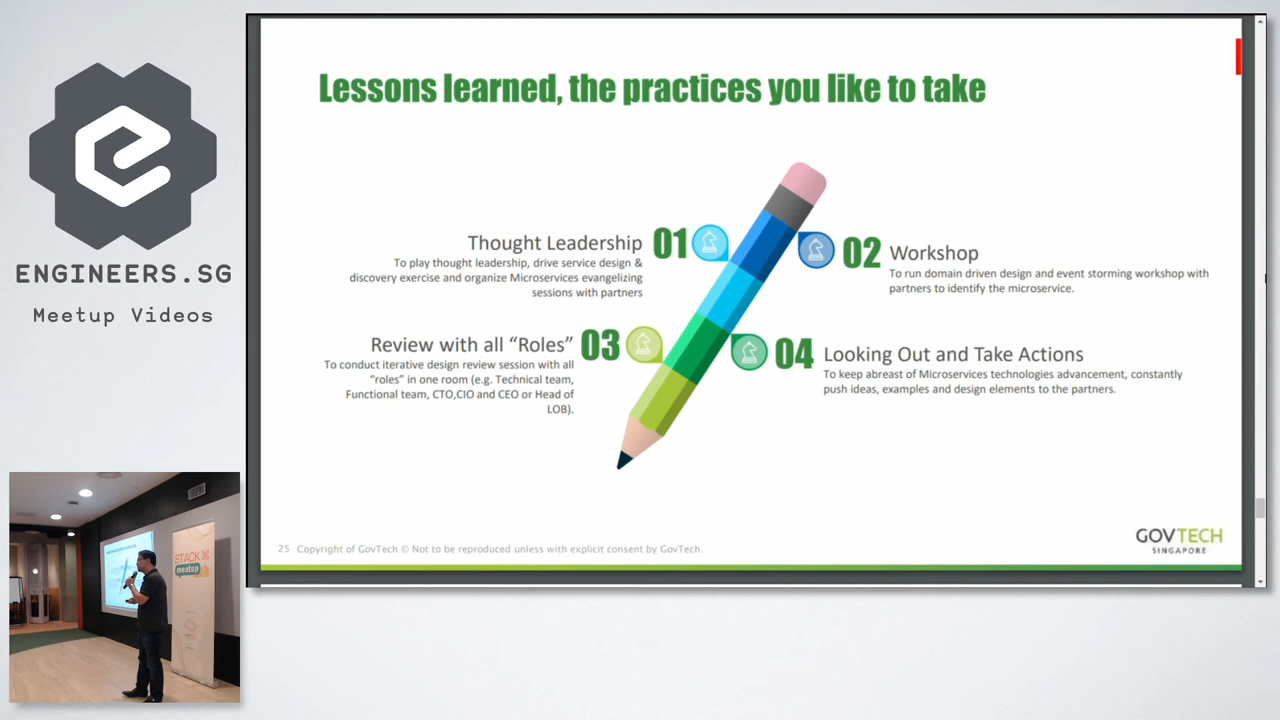 ENGINEERS.SG
Meetup Videos
Lessons learned, the practices you like to take
Thought Leadership
01
To play thought leadership, drive service design &
discovery exercise and organize Microservices evangelizing
sessions with partners
02
Workshop
To run domain driven design and event storming workshop with
partners to identify the microservice.
Review with all “Roles”
03
To conduct iterative design review session with all
“roles” in one room (e.g. Technical team,
Functional team, CTO,CIO and CEO or Head of
LOB).
04
Looking Out and Take Actions
To keep abreast of Microservices technologies advancement, constantly
push ideas, examples and design elements to the partners.
25 Copyright of GovTech © Not to be reproduced unless with explicit consent by GovTech.
GOVTECH
SINGAPORE
STACK
meetup